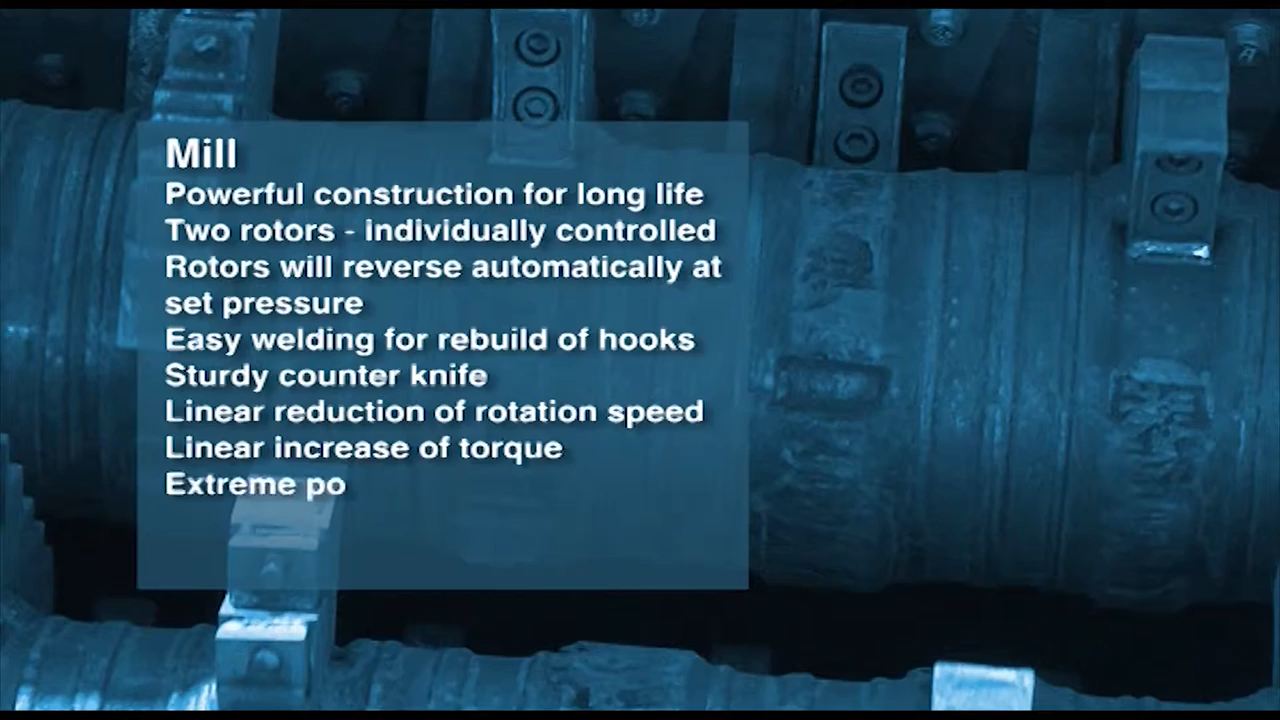 Mill
Powerful construction for long life
Two rotors - individually controlled
Rotors will reverse automatically at
set pressure
Easy welding for rebuild of hooks
Sturdy counter knife
Linear reduction of rotation speed
Linear increase of torque
Extreme po